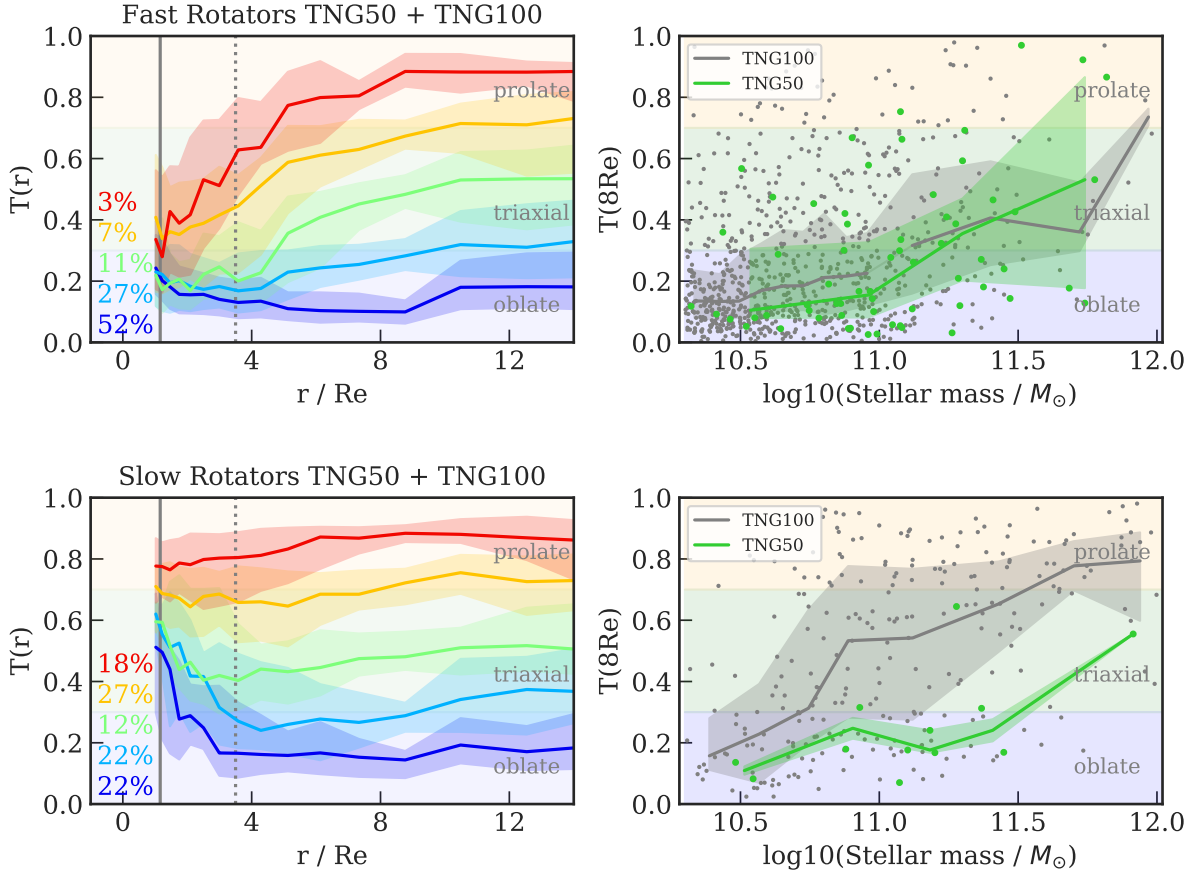 Fast Rotators TNG50 + TNG100
T(r)
1.0
0.8
0.6
0.4
0.2
0.0
3%
7%
11%
27%
52%
prolate
triaxial
oblate
0 4 8 12
r / Re
T(8Re)
1.0
0.8
0.6
0.4
0.2
0.0
TNG100
TNG50
prolate
triaxial
oblate
10.5 11.0 11.5 12.0
log10(Stellar mass / M☉)
Slow Rotators TNG50 + TNG100
T(r)
1.0
0.8
0.6
0.4
0.2
0.0
18%
27%
12%
22%
22%
prolate
triaxial
oblate
0 4 8 12
r / Re
T(8Re)
1.0
0.8
0.6
0.4
0.2
0.0
TNG100
TNG50
prolate
triaxial
oblate
10.5 11.0 11.5 12.0
log10(Stellar mass / M☉)